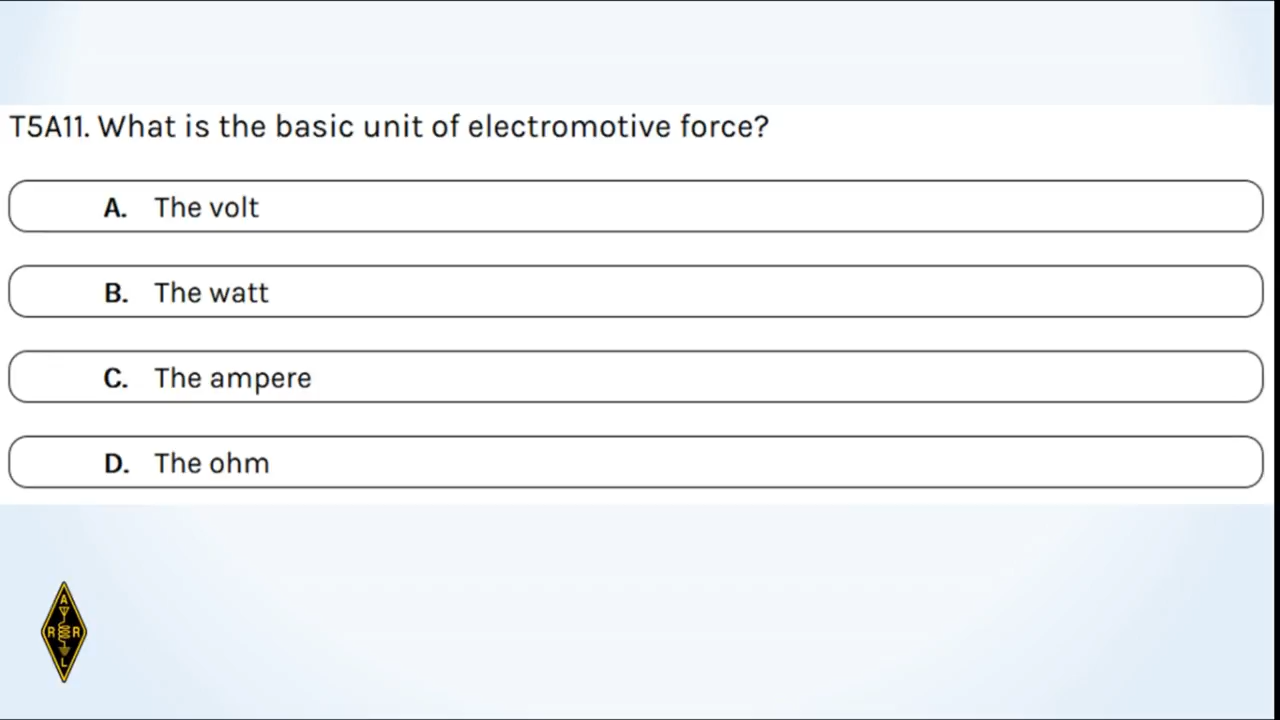 T5A11. What is the basic unit of electromotive force?
A. The volt
B. The watt
C. The ampere
D. The ohm
A
R R
L